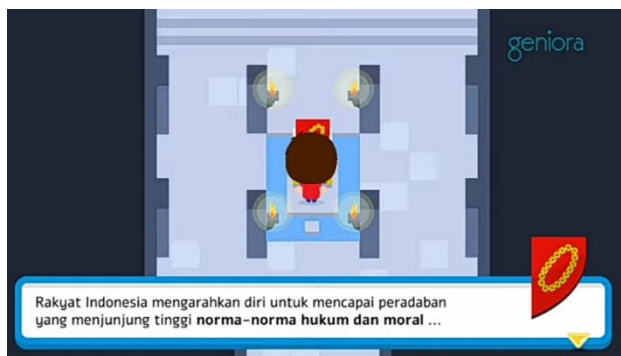 geniora
Rakyat Indonesia mengarahkan diri untuk mencapai peradaban
yang menjunjung tinggi norma-norma hukum dan moral ...